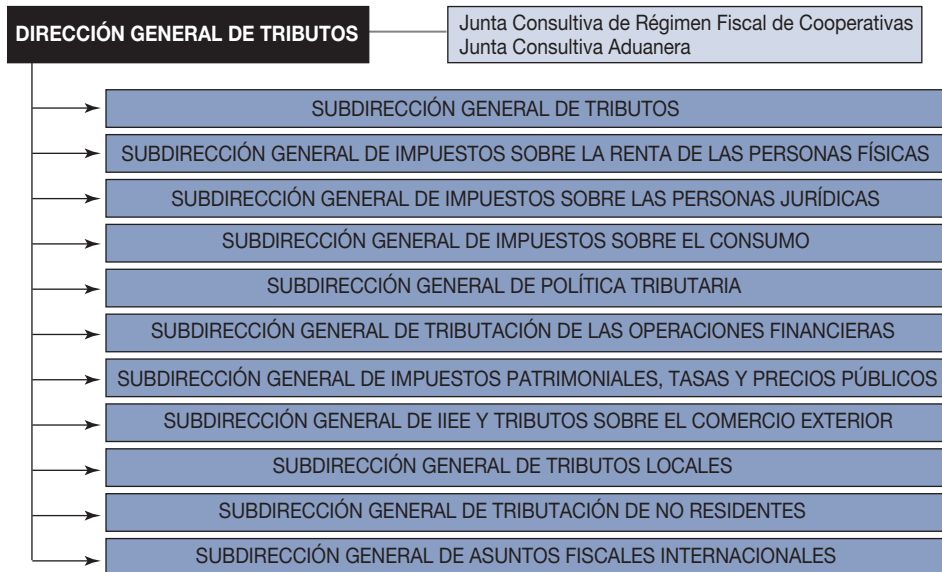 DIRECCIÓN GENERAL DE TRIBUTOS
Junta Consultiva de Régimen Fiscal de Cooperativas
Junta Consultiva Aduanera
SUBDIRECCIÓN GENERAL DE TRIBUTOS
SUBDIRECCIÓN GENERAL DE IMPUESTOS SOBRE LA RENTA DE LAS PERSONAS FÍSICAS
SUBDIRECCIÓN GENERAL DE IMPUESTOS SOBRE LAS PERSONAS JURÍDICAS
SUBDIRECCIÓN GENERAL DE IMPUESTOS SOBRE EL CONSUMO
SUBDIRECCIÓN GENERAL DE POLÍTICA TRIBUTARIA
SUBDIRECCIÓN GENERAL DE TRIBUTACIÓN DE LAS OPERACIONES FINANCIERAS
SUBDIRECCIÓN GENERAL DE IMPUESTOS PATRIMONIALES, TASAS Y PRECIOS PÚBLICOS
SUBDIRECCIÓN GENERAL DE IIEE Y TRIBUTOS SOBRE EL COMERCIO EXTERIOR
SUBDIRECCIÓN GENERAL DE TRIBUTOS LOCALES
SUBDIRECCIÓN GENERAL DE TRIBUTACIÓN DE NO RESIDENTES
SUBDIRECCIÓN GENERAL DE ASUNTOS FISCALES INTERNACIONALES